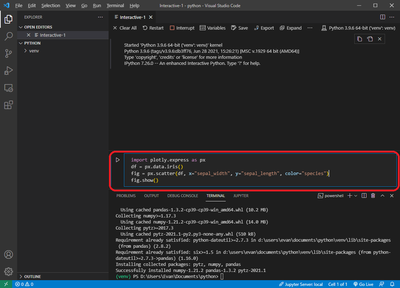 File Edit Selection View Go Run Terminal Help
interactive-1 - python - Visual Studio Code
EXPLORER
OPEN EDITORS
Interactive-1
PYTHON
venv
OUTLINE
Interactive-1
Clear All
Restart
Interrupt
Variables
Save
Export
Expand
Python 3.9.6 64-bit ('venv': venv)
Started 'Python 3.9.6 64-bit ('venv': venv)' kernel
Python 3.9.6 (tags/v3.9.6:db3ff76, Jun 28 2021, 15:26:21) [MSC v.1929 64 bit (AMD64)]
Type 'copyright', 'credits' or 'license' for more information
IPython 7.26.0 -- An enhanced Interactive Python. Type '?' for help.
import plotly.express as px
df = px.data.iris()
fig = px.scatter(df, x="sepal_width", y="sepal_length", color="species")
fig.show()
PROBLEMS OUTPUT DEBUG CONSOLE TERMINAL JUPYTER
powershell
Using cached pandas-1.3.2-cp39-cp39-win_amd64.whl (10.2 MB)
Collecting numpy>=1.17.3
Using cached numpy-1.21.2-cp39-cp39-win_amd64.whl (14.0 MB)
Collecting pytz>=2017.3
Using cached pytz-2021.1-py2.py3-none-any.whl (510 kB)
Requirement already satisfied: python-dateutil>=2.7.3 in d:\users\evan\documents\python\venv\lib\site-packages
(from pandas) (2.8.2)
Requirement already satisfied: six>=1.5 in d:\users\evan\documents\python\venv\lib\site-packages (from python-
dateutil>=2.7.3->pandas) (1.16.0)
Installing collected packages: pytz, numpy, pandas
Successfully installed numpy-1.21.2 pandas-1.3.2 pytz-2021.1
(venv) PS D:\Users\Evan\Documents\python>
Jupyter Server: local
Cell 1 of 1